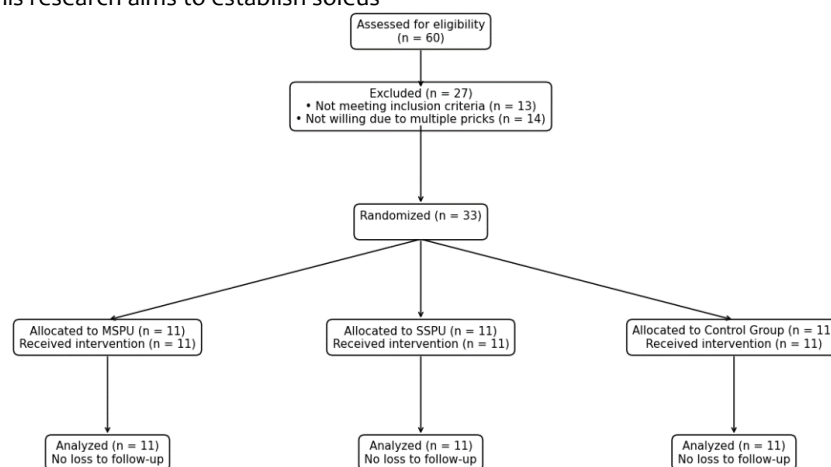 his research aims to establish soleus
Assessed for eligibility
(n = 60)
Excluded (n = 27)
• Not meeting inclusion criteria (n = 13)
• Not willing due to multiple pricks (n = 14)
Randomized (n = 33)
Allocated to MSPU (n = 11)
Received intervention (n = 11)
Allocated to SSPU (n = 11)
Received intervention (n = 11)
Allocated to Control Group (n = 11
Received intervention (n = 11)
Analyzed (n = 11)
No loss to follow-up
Analyzed (n = 11)
No loss to follow-up
Analyzed (n = 11)
No loss to follow-up